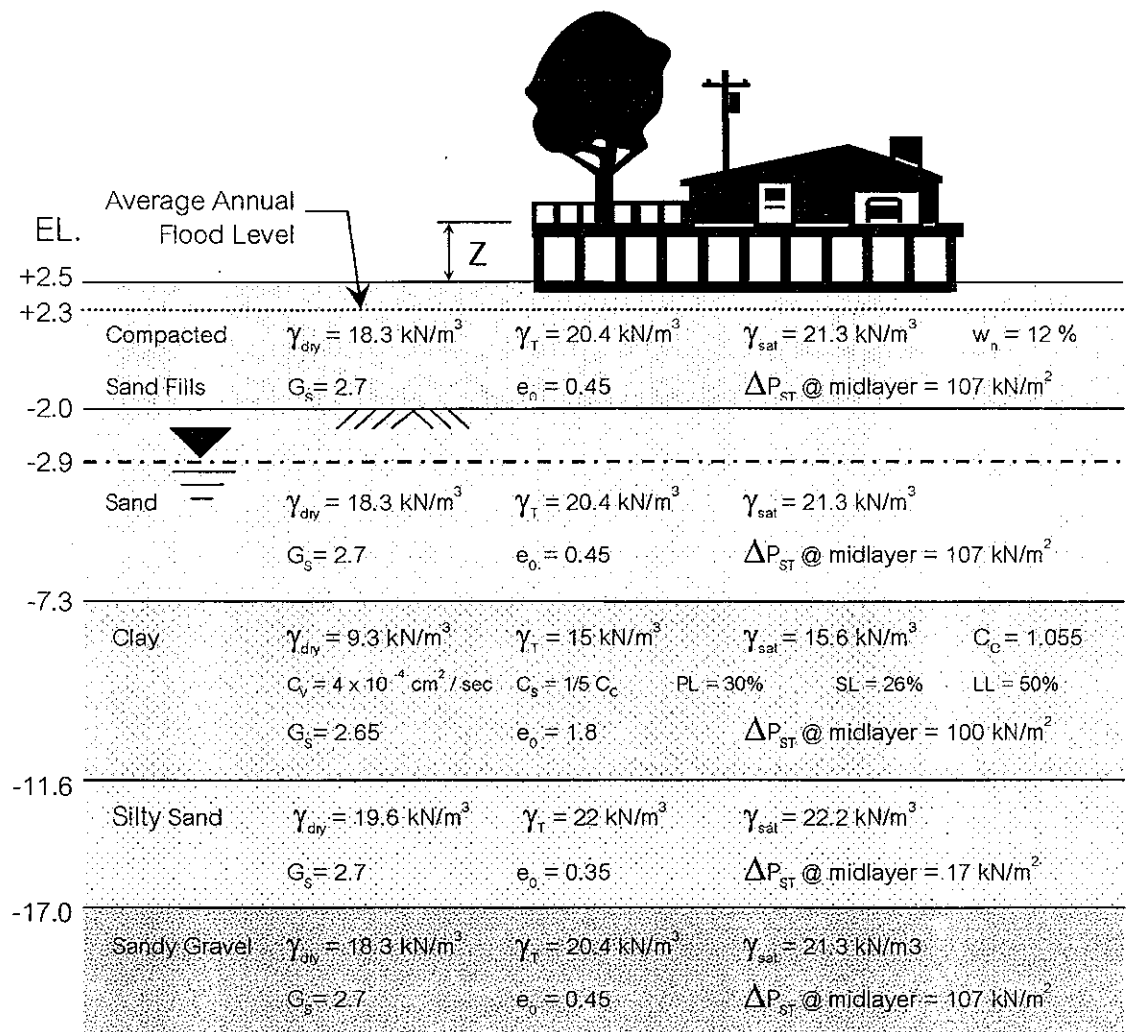 Average Annual
Flood Level
EL.
Z
+2.5
+2.3
Compacted γdry = 18.3 kN/m³ γT = 20.4 kN/m³ γsat = 21.3 kN/m³ wn = 12 %
Sand Fills GS = 2.7 e0 = 0.45 ΔPST @ midlayer = 107 kN/m²
-2.0
-2.9
Sand γdry = 18.3 kN/m³ γT = 20.4 kN/m³ γsat = 21.3 kN/m³
GS = 2.7 e0. = 0.45 ΔPST @ midlayer = 107 kN/m²
-7.3
Clay γdry = 9.3 kN/m³ γT = 15 kN/m³ γsat = 15.6 kN/m³ CC = 1.055
CV = 4 x 10⁻⁴ cm² / sec CS = 1/5 CC PL = 30% SL = 26% LL = 50%
GS = 2.65 e0 = 1.8 ΔPST @ midlayer = 100 kN/m²
-11.6
Silty Sand γdry = 19.6 kN/m³ γT = 22 kN/m³ γsat = 22.2 kN/m³
GS = 2.7 e0 = 0.35 ΔPST @ midlayer = 17 kN/m²
-17.0
Sandy Gravel γdry = 18.3 kN/m³ γT = 20.4 kN/m³ γsat = 21.3 kN/m3
GS = 2.7 e0 = 0.45 ΔPST @ midlayer = 107 kN/m²